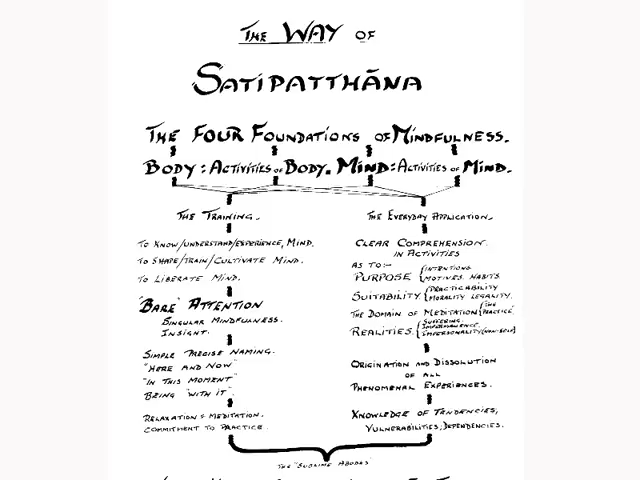 THE WAY OF
SATIPATTHĀNA
THE FOUR FOUNDATIONS OF MINDFULNESS.
BODY : ACTIVITIES OF BODY. MIND : ACTIVITIES OF MIND.
THE TRAINING.
TO KNOW/UNDERSTAND/EXPERIENCE, MIND.
TO SHAPE/TRAIN/CULTIVATE MIND.
TO LIBERATE MIND.
"BARE" ATTENTION
SINGULAR MINDFULNESS.
INSIGHT.
SIMPLE PRECISE NAMING.
"HERE AND NOW"
"IN THIS MOMENT"
BEING "WITH IT".
RELAXATION & MEDITATION.
COMMITMENT TO PRACTICE.
THE EVERYDAY APPLICATION.
CLEAR COMPREHENSION
IN ACTIVITIES
AS TO:-
PURPOSE { INTENTIONS
MOTIVES. HABITS.
SUITABILITY { PRACTICABILITY
MORALITY LEGALITY.
THE DOMAIN OF MEDITATION { THE
PRACTICE.
REALITIES. { SUFFERING.
IMPERMANENCE.
IMPERSONALITY (NON-SELF)
ORIGINATION AND DISSOLUTION
OF ALL
PHENOMENAL EXPERIENCES.
KNOWLEDGE OF TENDENCIES,
VULNERABILITIES, DEPENDENCIES.
THE "SUBLIME ABODES"